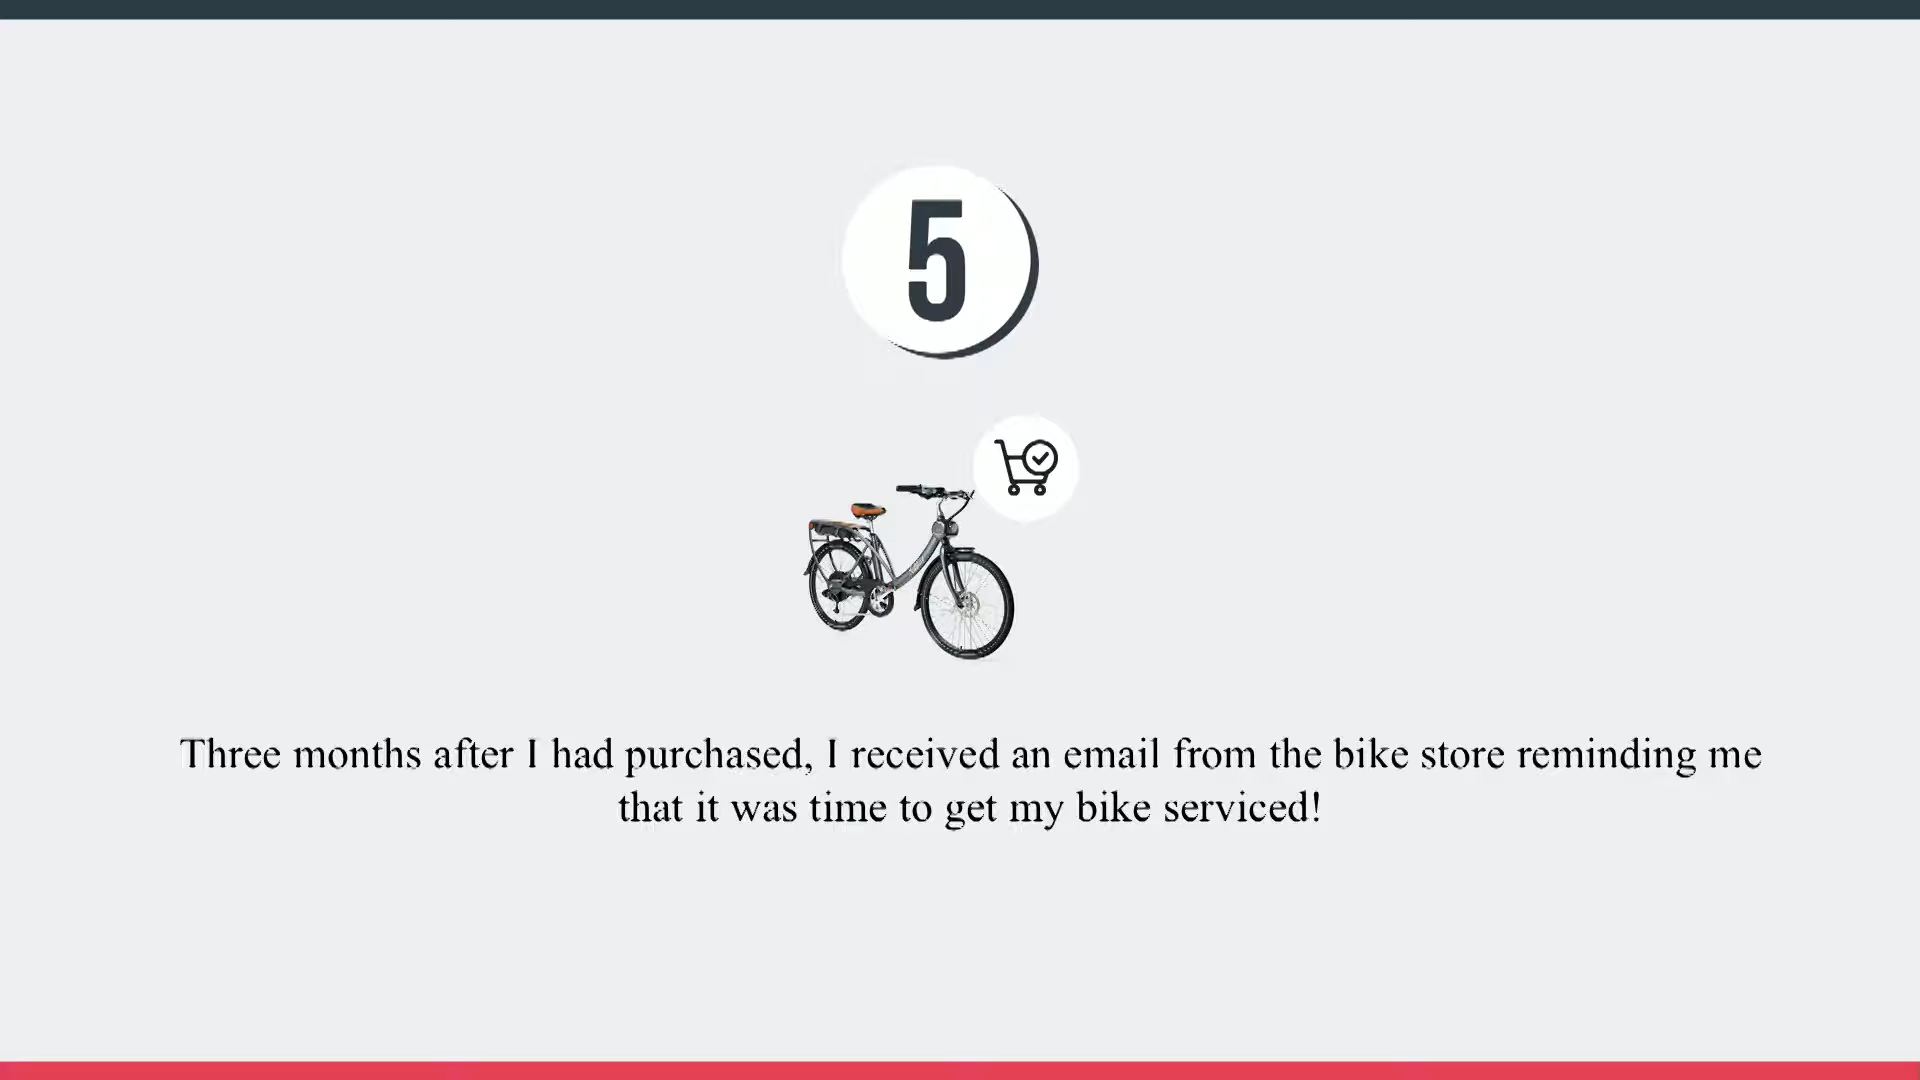 5
Three months after I had purchased, I received an email from the bike store reminding me
that it was time to get my bike serviced!